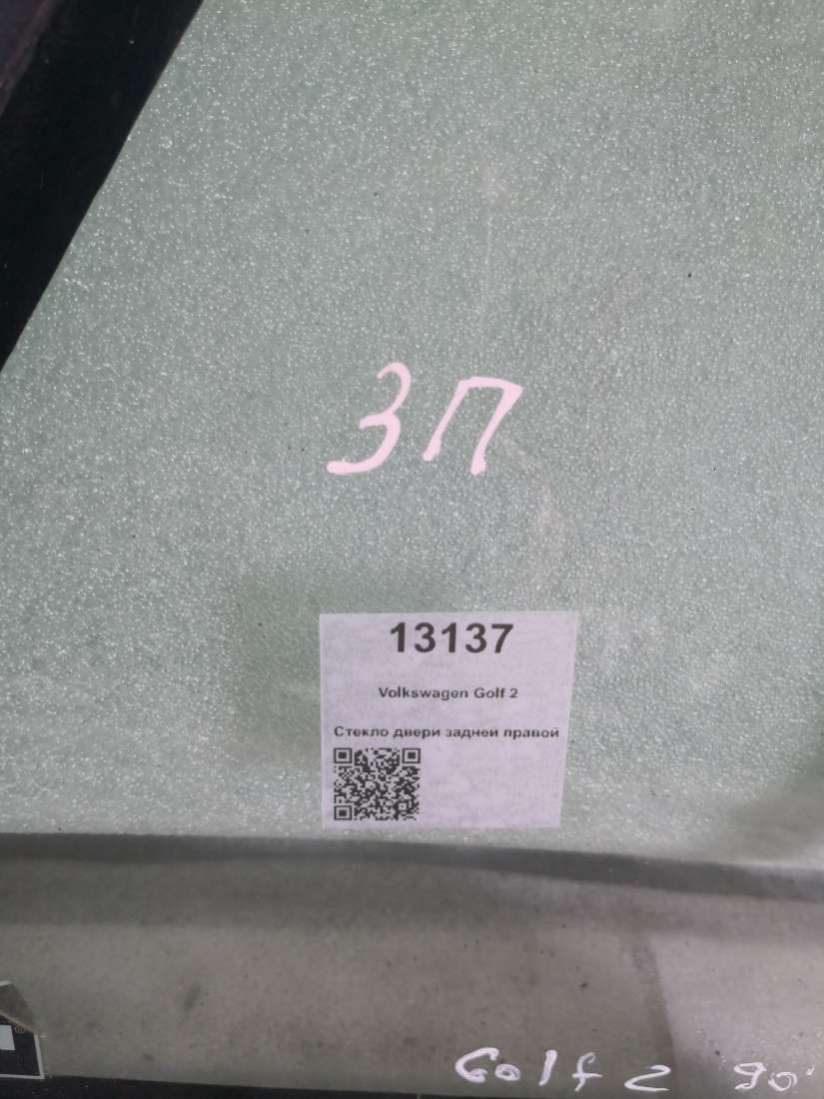 ЗП
13137
Volkswagen Golf 2
Стекло двери задней правой
Golf 2 90'